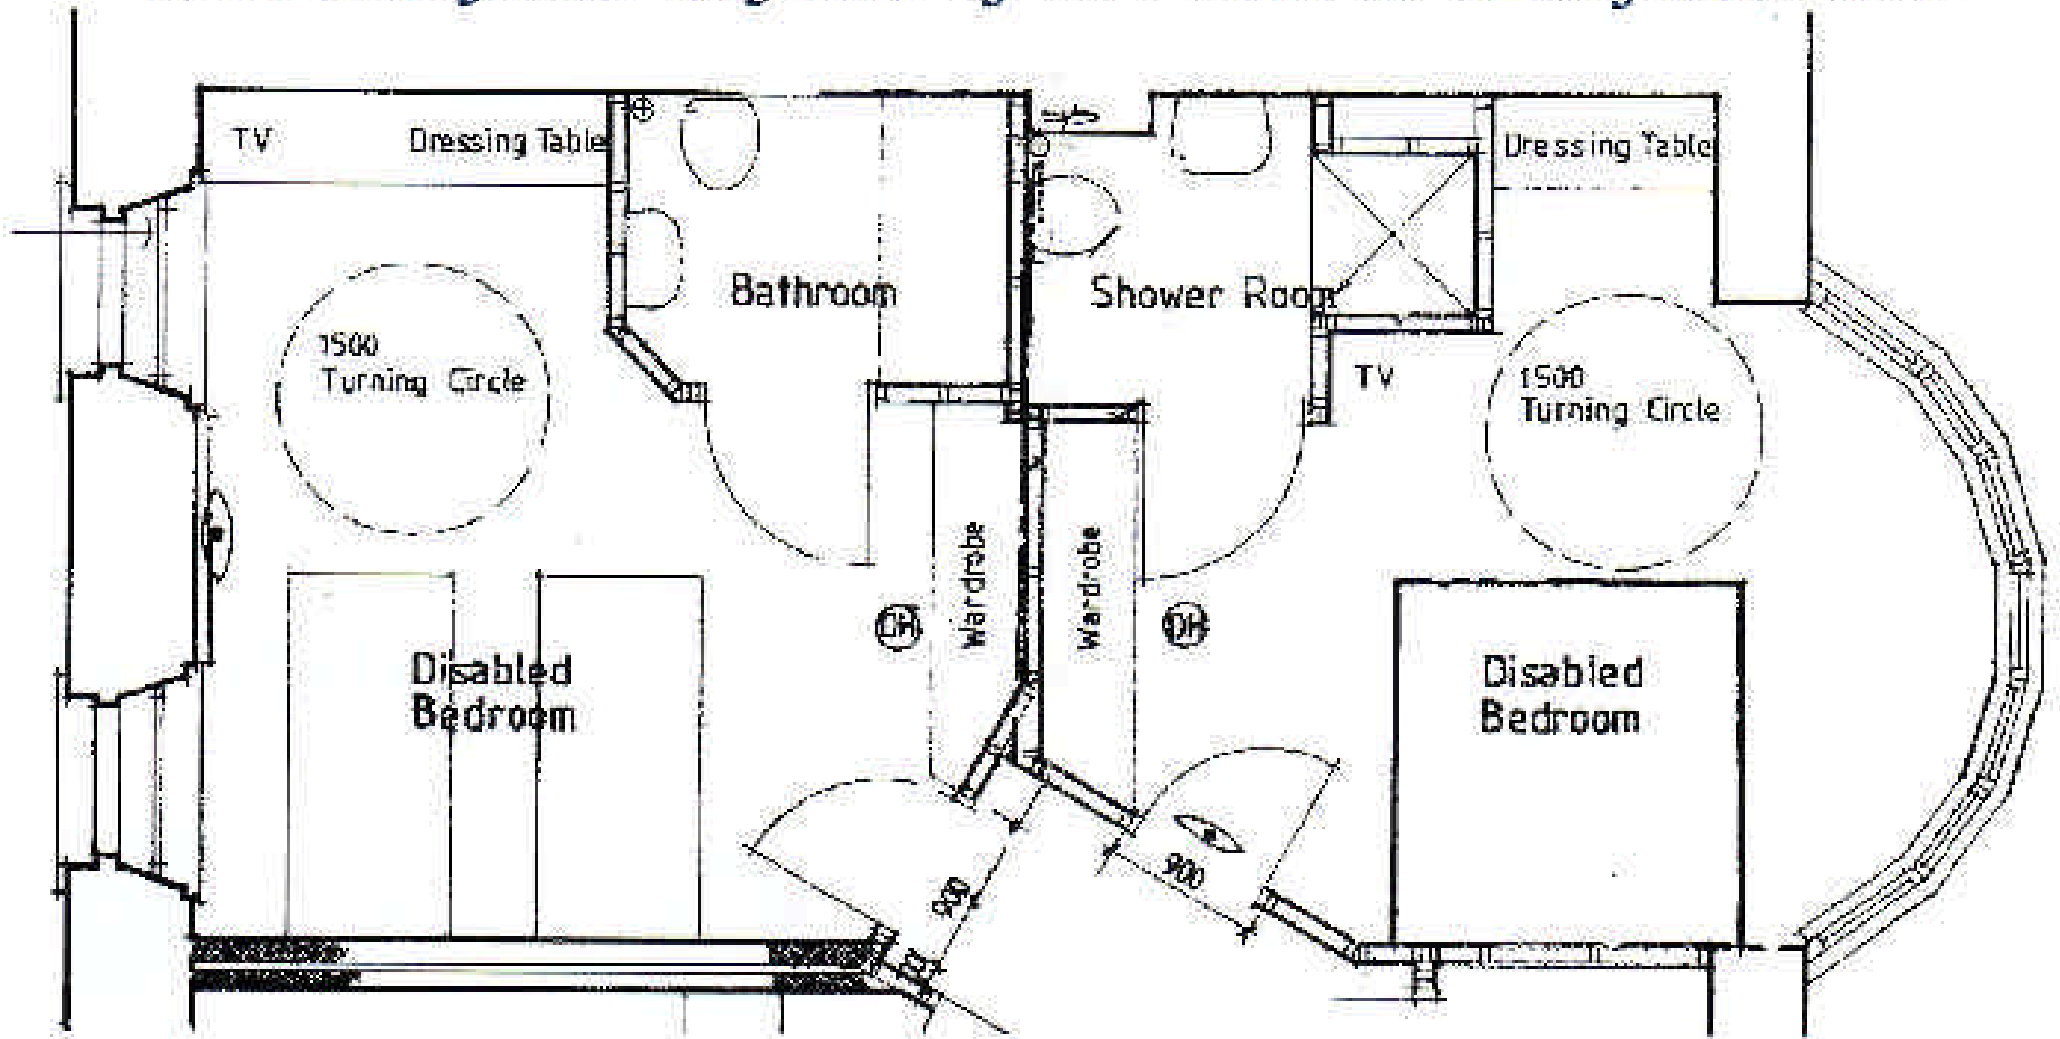 TV
Dressing Table
Dressing Table
Bathroom
Shower Room
1500
Turning Circle
TV
1500
Turning Circle
Wardrobe
Wardrobe
DH
Disabled
Bedroom
Disabled
Bedroom
900
900